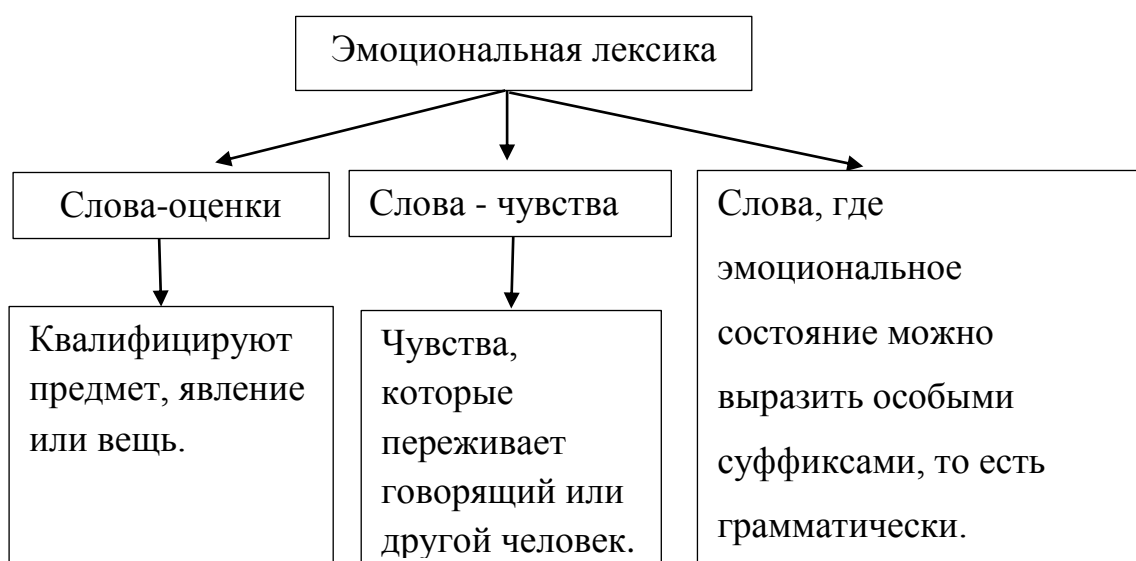 Эмоциональная лексика
Слова-оценки
Квалифицируют
предмет, явление
или вещь.
Слова - чувства
Чувства,
которые
переживает
говорящий или
другой человек.
Слова, где
эмоциональное
состояние можно
выразить особыми
суффиксами, то есть
грамматически.